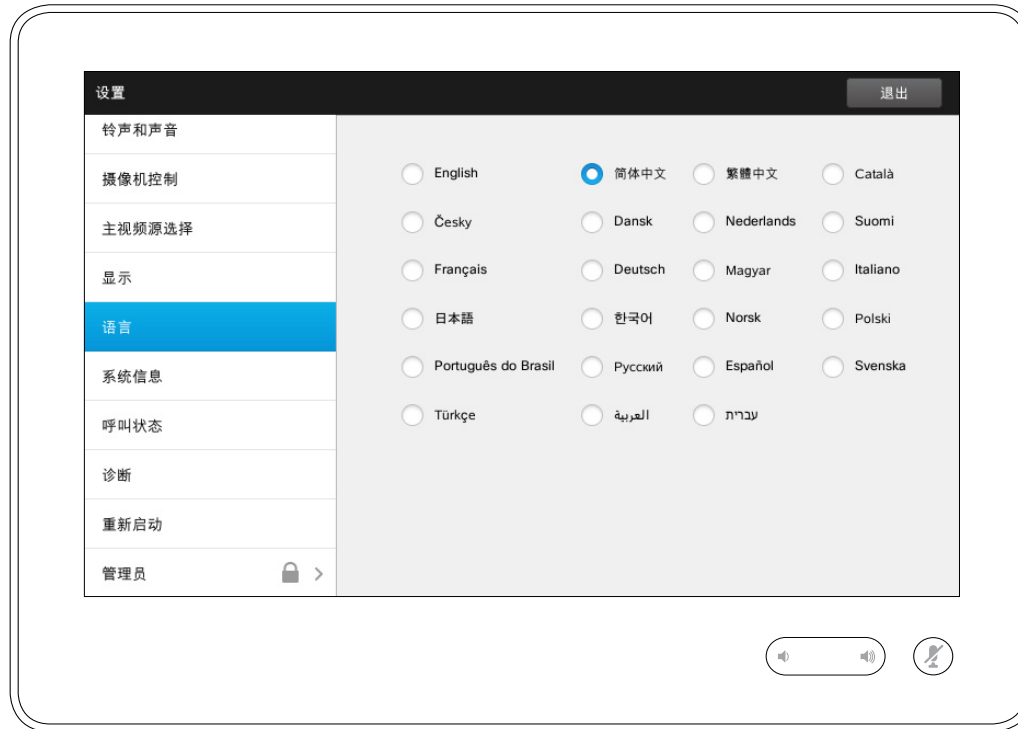 设置
退出
铃声和声音
摄像机控制
主视频源选择
显示
语言
系统信息
呼叫状态
诊断
重新启动
管理员
English 简体中文 繁體中文 Català
Česky Dansk Nederlands Suomi
Français Deutsch Magyar Italiano
日本語 한국어 Norsk Polski
Português do Brasil Русский Español Svenska
Türkçe العربية עברית